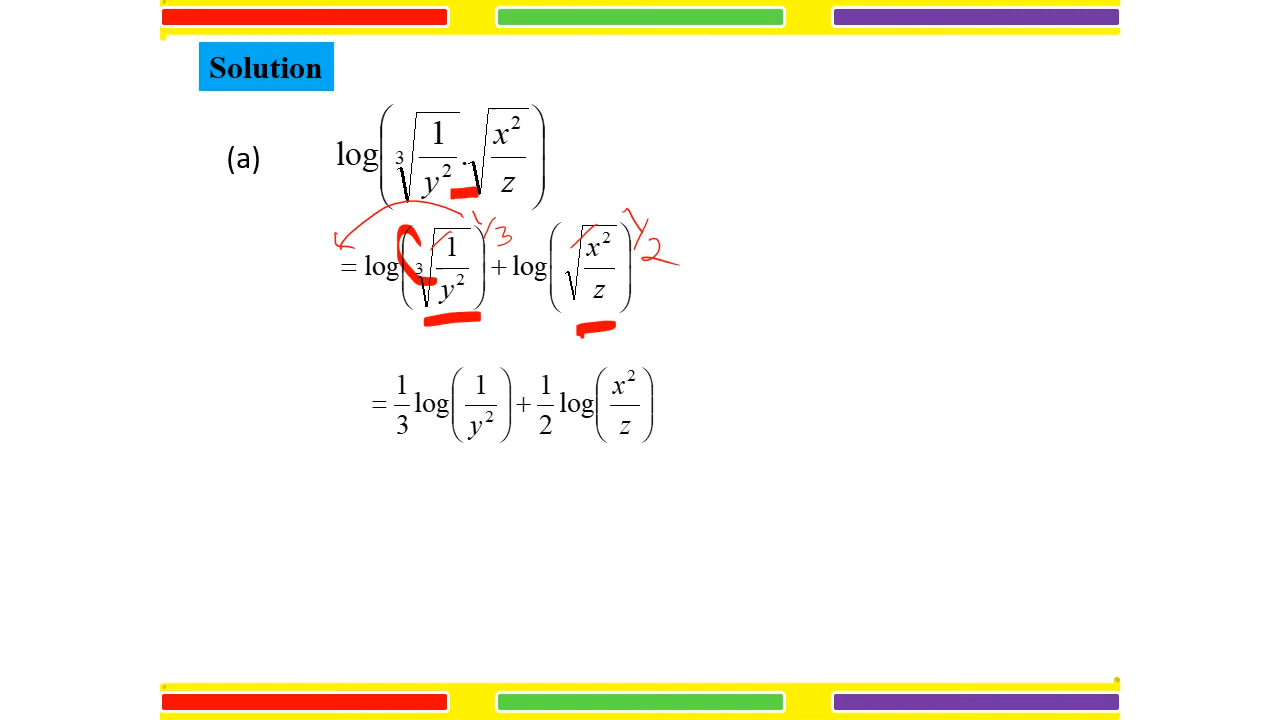 Solution
(a) log(∛(1/y²) . √(x²/z))
= log(∛(1/y²))^1/3 + log(√(x²/z))^1/2
= 1/3 log(1/y²) + 1/2 log(x²/z)